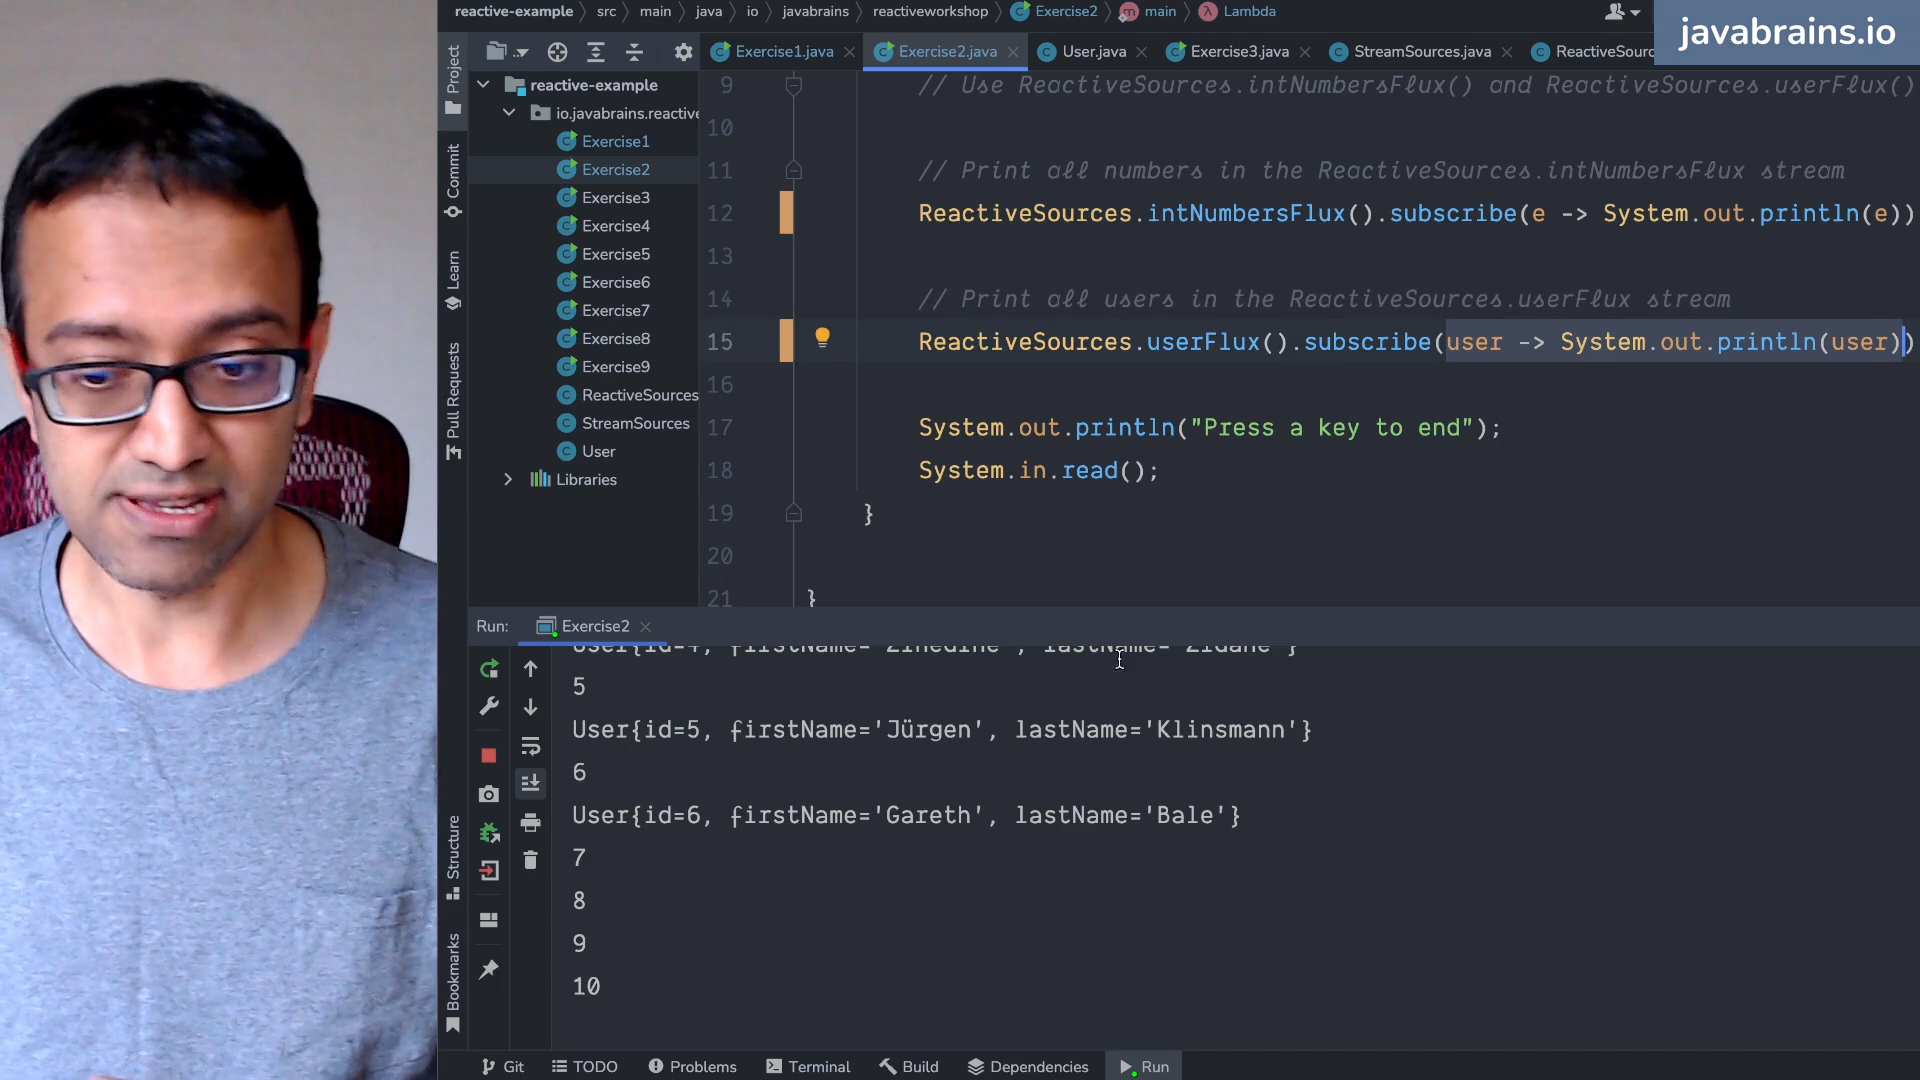 reactive-example > src > main > java > io > javabrains > reactiveworkshop > Exercise2 > main > Lambda
javabrains.io
Project
Commit
Learn
Pull Requests
Structure
Bookmarks
Exercise1.java
Exercise2.java
User.java
Exercise3.java
StreamSources.java
ReactiveSourc
reactive-example
io.javabrains.reactive
Exercise1
Exercise2
Exercise3
Exercise4
Exercise5
Exercise6
Exercise7
Exercise8
Exercise9
ReactiveSources
StreamSources
User
Libraries
9 // Use ReactiveSources.intNumbersFlux() and ReactiveSources.userFlux()
10
11 // Print all numbers in the ReactiveSources.intNumbersFlux stream
12 ReactiveSources.intNumbersFlux().subscribe(e -> System.out.println(e))
13
14 // Print all users in the ReactiveSources.userFlux stream
15 ReactiveSources.userFlux().subscribe(user -> System.out.println(user))
16
17 System.out.println("Press a key to end");
18 System.in.read();
19 }
20
21 }
Run: Exercise2
User{id=4, firstName='Zinedine', lastName='Zidane'}
5
User{id=5, firstName='Jürgen', lastName='Klinsmann'}
6
User{id=6, firstName='Gareth', lastName='Bale'}
7
8
9
10
Git TODO Problems Terminal Build Dependencies Run